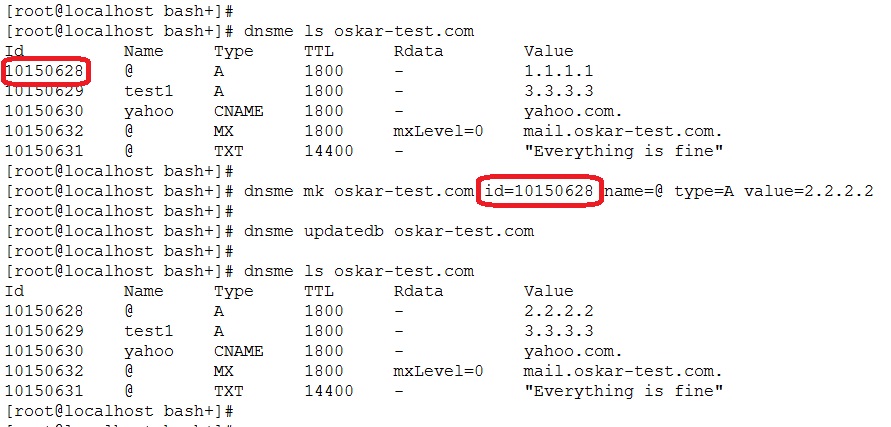 [root@localhost bash+]#
[root@localhost bash+]# dnsme ls oskar-test.com
Id Name Type TTL Rdata Value
10150628 @ A 1800 - 1.1.1.1
10150629 test1 A 1800 - 3.3.3.3
10150630 yahoo CNAME 1800 - yahoo.com.
10150632 @ MX 1800 mxLevel=0 mail.oskar-test.com.
10150631 @ TXT 14400 - "Everything is fine"
[root@localhost bash+]#
[root@localhost bash+]# dnsme mk oskar-test.com id=10150628 name=@ type=A value=2.2.2.2
[root@localhost bash+]#
[root@localhost bash+]# dnsme updatedb oskar-test.com
[root@localhost bash+]#
[root@localhost bash+]# dnsme ls oskar-test.com
Id Name Type TTL Rdata Value
10150628 @ A 1800 - 2.2.2.2
10150629 test1 A 1800 - 3.3.3.3
10150630 yahoo CNAME 1800 - yahoo.com.
10150632 @ MX 1800 mxLevel=0 mail.oskar-test.com.
10150631 @ TXT 14400 - "Everything is fine"
[root@localhost bash+]#